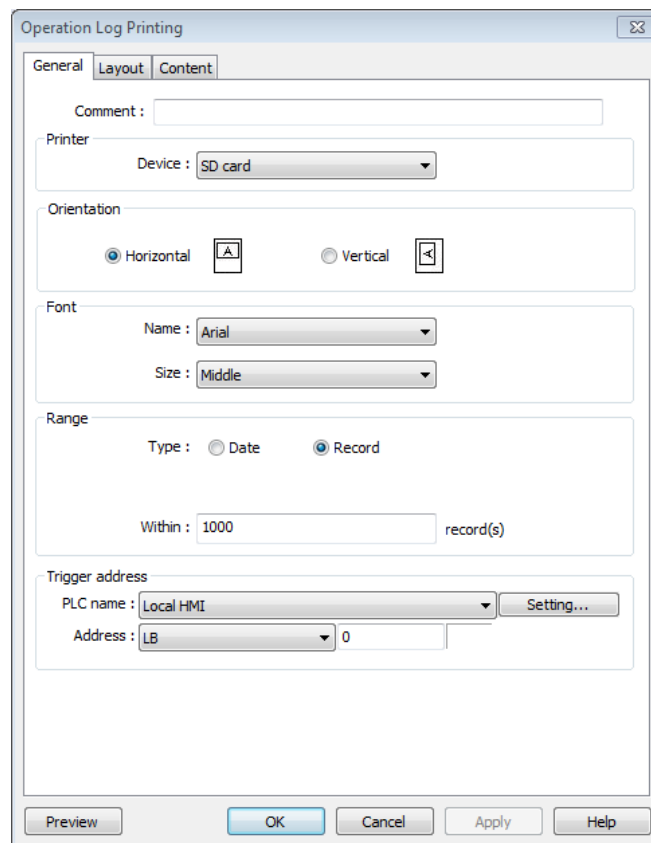 Operation Log Printing
General Layout Content
Comment :
Printer
Device : SD card
Orientation
Horizontal A Vertical A
Font
Name : Arial
Size : Middle
Range
Type : Date Record
Within : 1000 record(s)
Trigger address
PLC name : Local HMI Setting...
Address : LB 0
Preview OK Cancel Apply Help